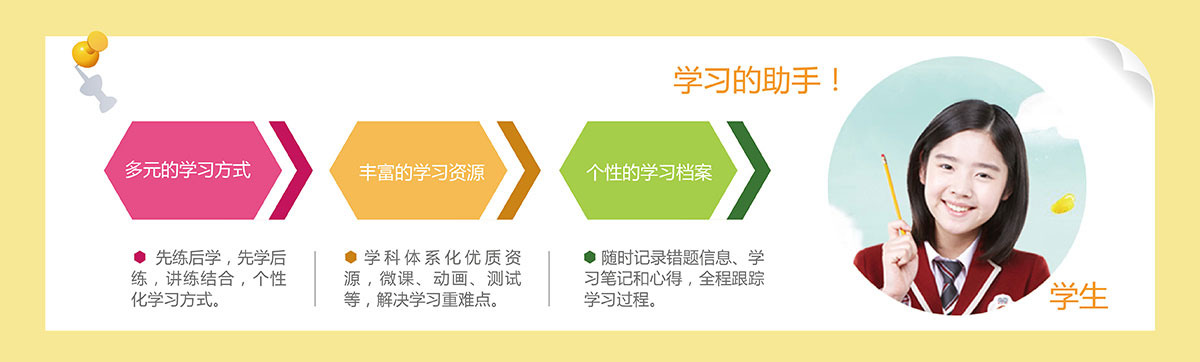 学习的助手！
多元的学习方式
丰富的学习资源
个性的学习档案
先练后学，先学后
练，讲练结合，个性
化学习方式。
学科体系化优质资
源，微课、动画、测试
等，解决学习重难点。
随时记录错题信息、学
习笔记和心得，全程跟踪
学习过程。
学生